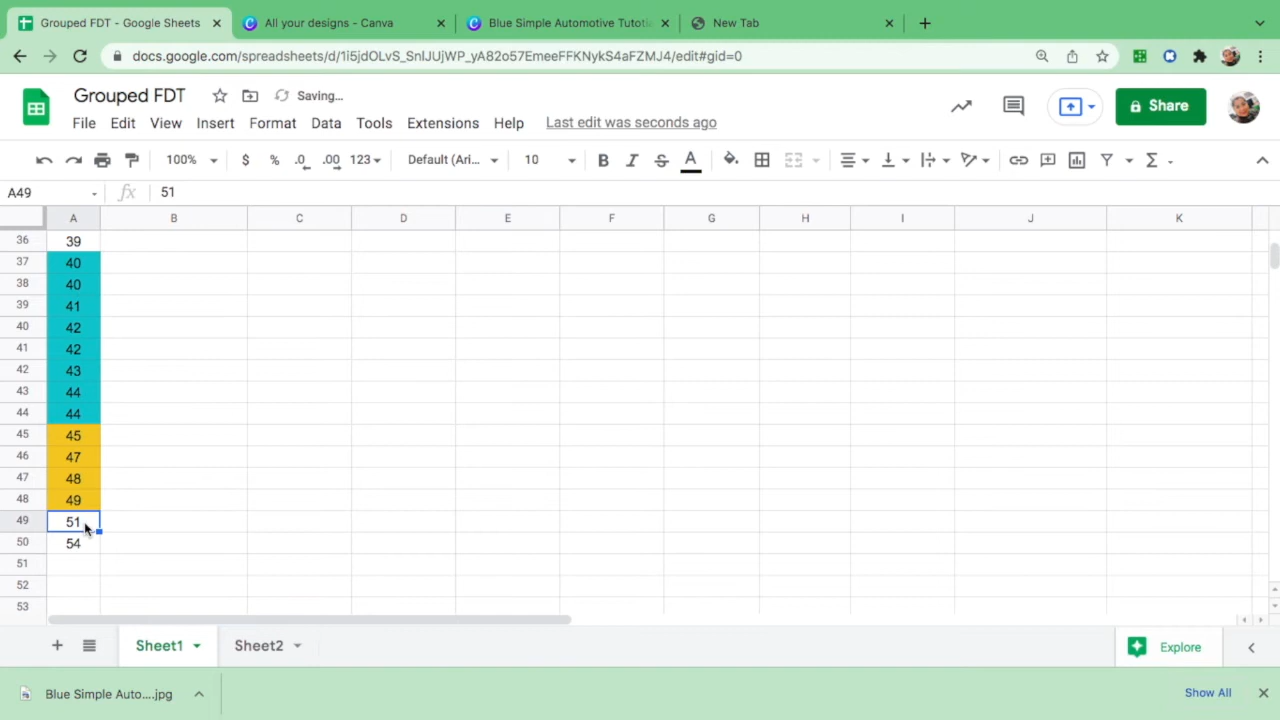 Grouped FDT - Google Sheets
All your designs - Canva
Blue Simple Automotive Tutoti
New Tab
docs.google.com/spreadsheets/d/1i5jdOLvS_SnIJUjWP_yA82o57EmeeFFKNykS4aFZMJ4/edit#gid=0
Grouped FDT
Saving...
Share
File Edit View Insert Format Data Tools Extensions Help Last edit was seconds ago
100% $ % .0 .00 123 Default (Ari... 10 B I S A Σ
A49 fx 51
A B C D E F G H I J K
36 39
37 40
38 40
39 41
40 42
41 42
42 43
43 44
44 44
45 45
46 47
47 48
48 49
49 51
50 54
51
52
53
Sheet1 Sheet2 Explore
Blue Simple Auto....jpg Show All